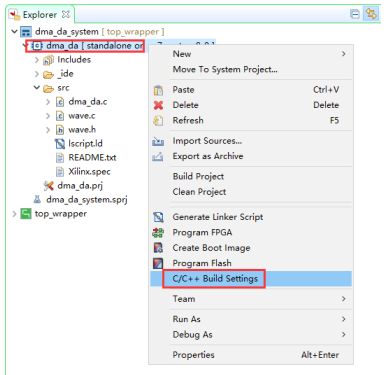 Explorer
dma_da_system [ top_wrapper ]
dma_da [ standalone on
Includes
_ide
src
dma_da.c
wave.c
wave.h
lscript.ld
README.txt
Xilinx.spec
dma_da.prj
dma_da_system.sprj
top_wrapper
New
Move To System Project...
Paste Ctrl+V
Delete Delete
Refresh F5
Import Sources...
Export as Archive
Build Project
Clean Project
Generate Linker Script
Program FPGA
Create Boot Image
Program Flash
C/C++ Build Settings
Team
Run As
Debug As
Properties Alt+Enter